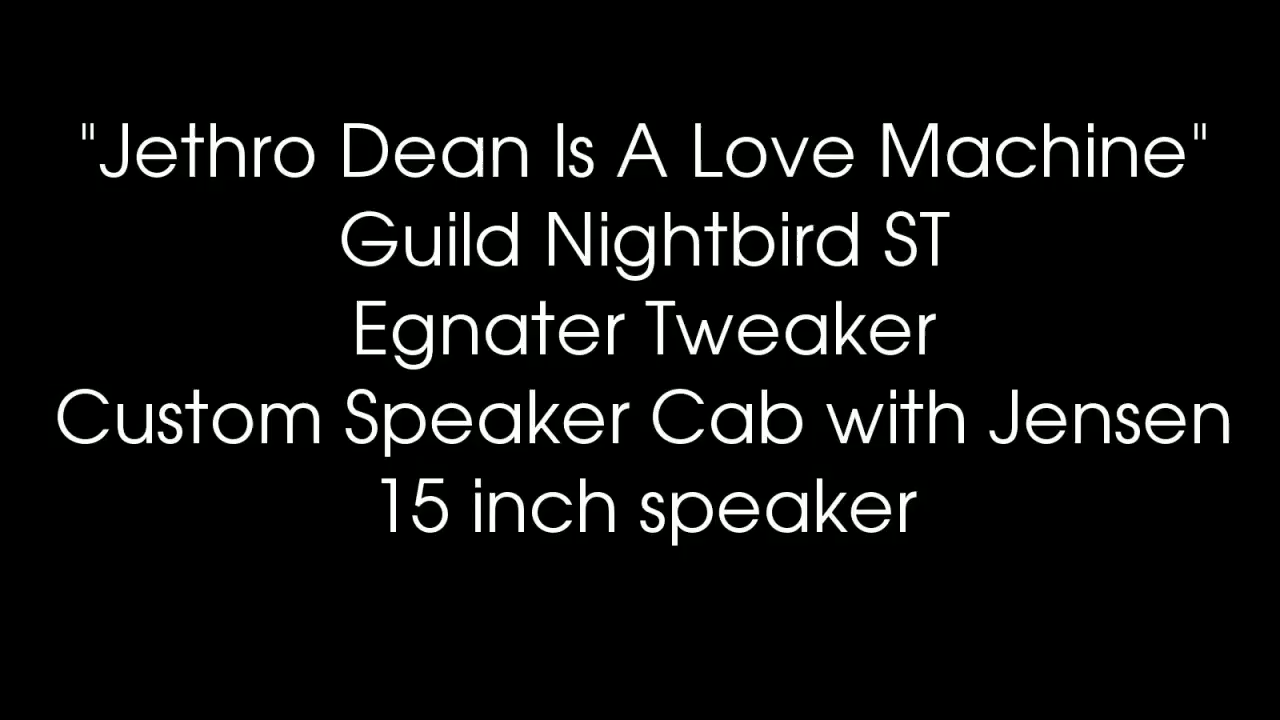 "Jethro Dean Is A Love Machine"
Guild Nightbird ST
Egnater Tweaker
Custom Speaker Cab with Jensen
15 inch speaker